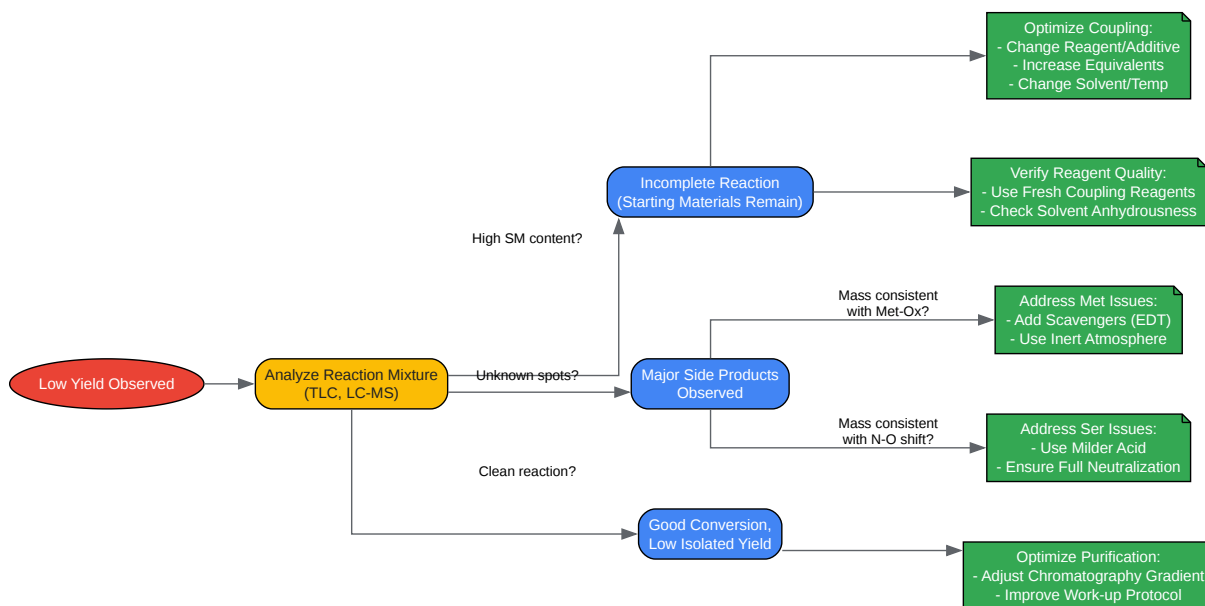 Low Yield Observed
Analyze Reaction Mixture
(TLC, LC-MS)
High SM content?
Unknown spots?
Clean reaction?
Incomplete Reaction
(Starting Materials Remain)
Major Side Products
Observed
Good Conversion,
Low Isolated Yield
Mass consistent
with Met-Ox?
Mass consistent
with N-O shift?
Optimize Coupling:
- Change Reagent/Additive
- Increase Equivalents
- Change Solvent/Temp
Verify Reagent Quality:
- Use Fresh Coupling Reagents
- Check Solvent Anhydrousness
Address Met Issues:
- Add Scavengers (EDT)
- Use Inert Atmosphere
Address Ser Issues:
- Use Milder Acid
- Ensure Full Neutralization
Optimize Purification:
- Adjust Chromatography Gradient
- Improve Work-up Protocol